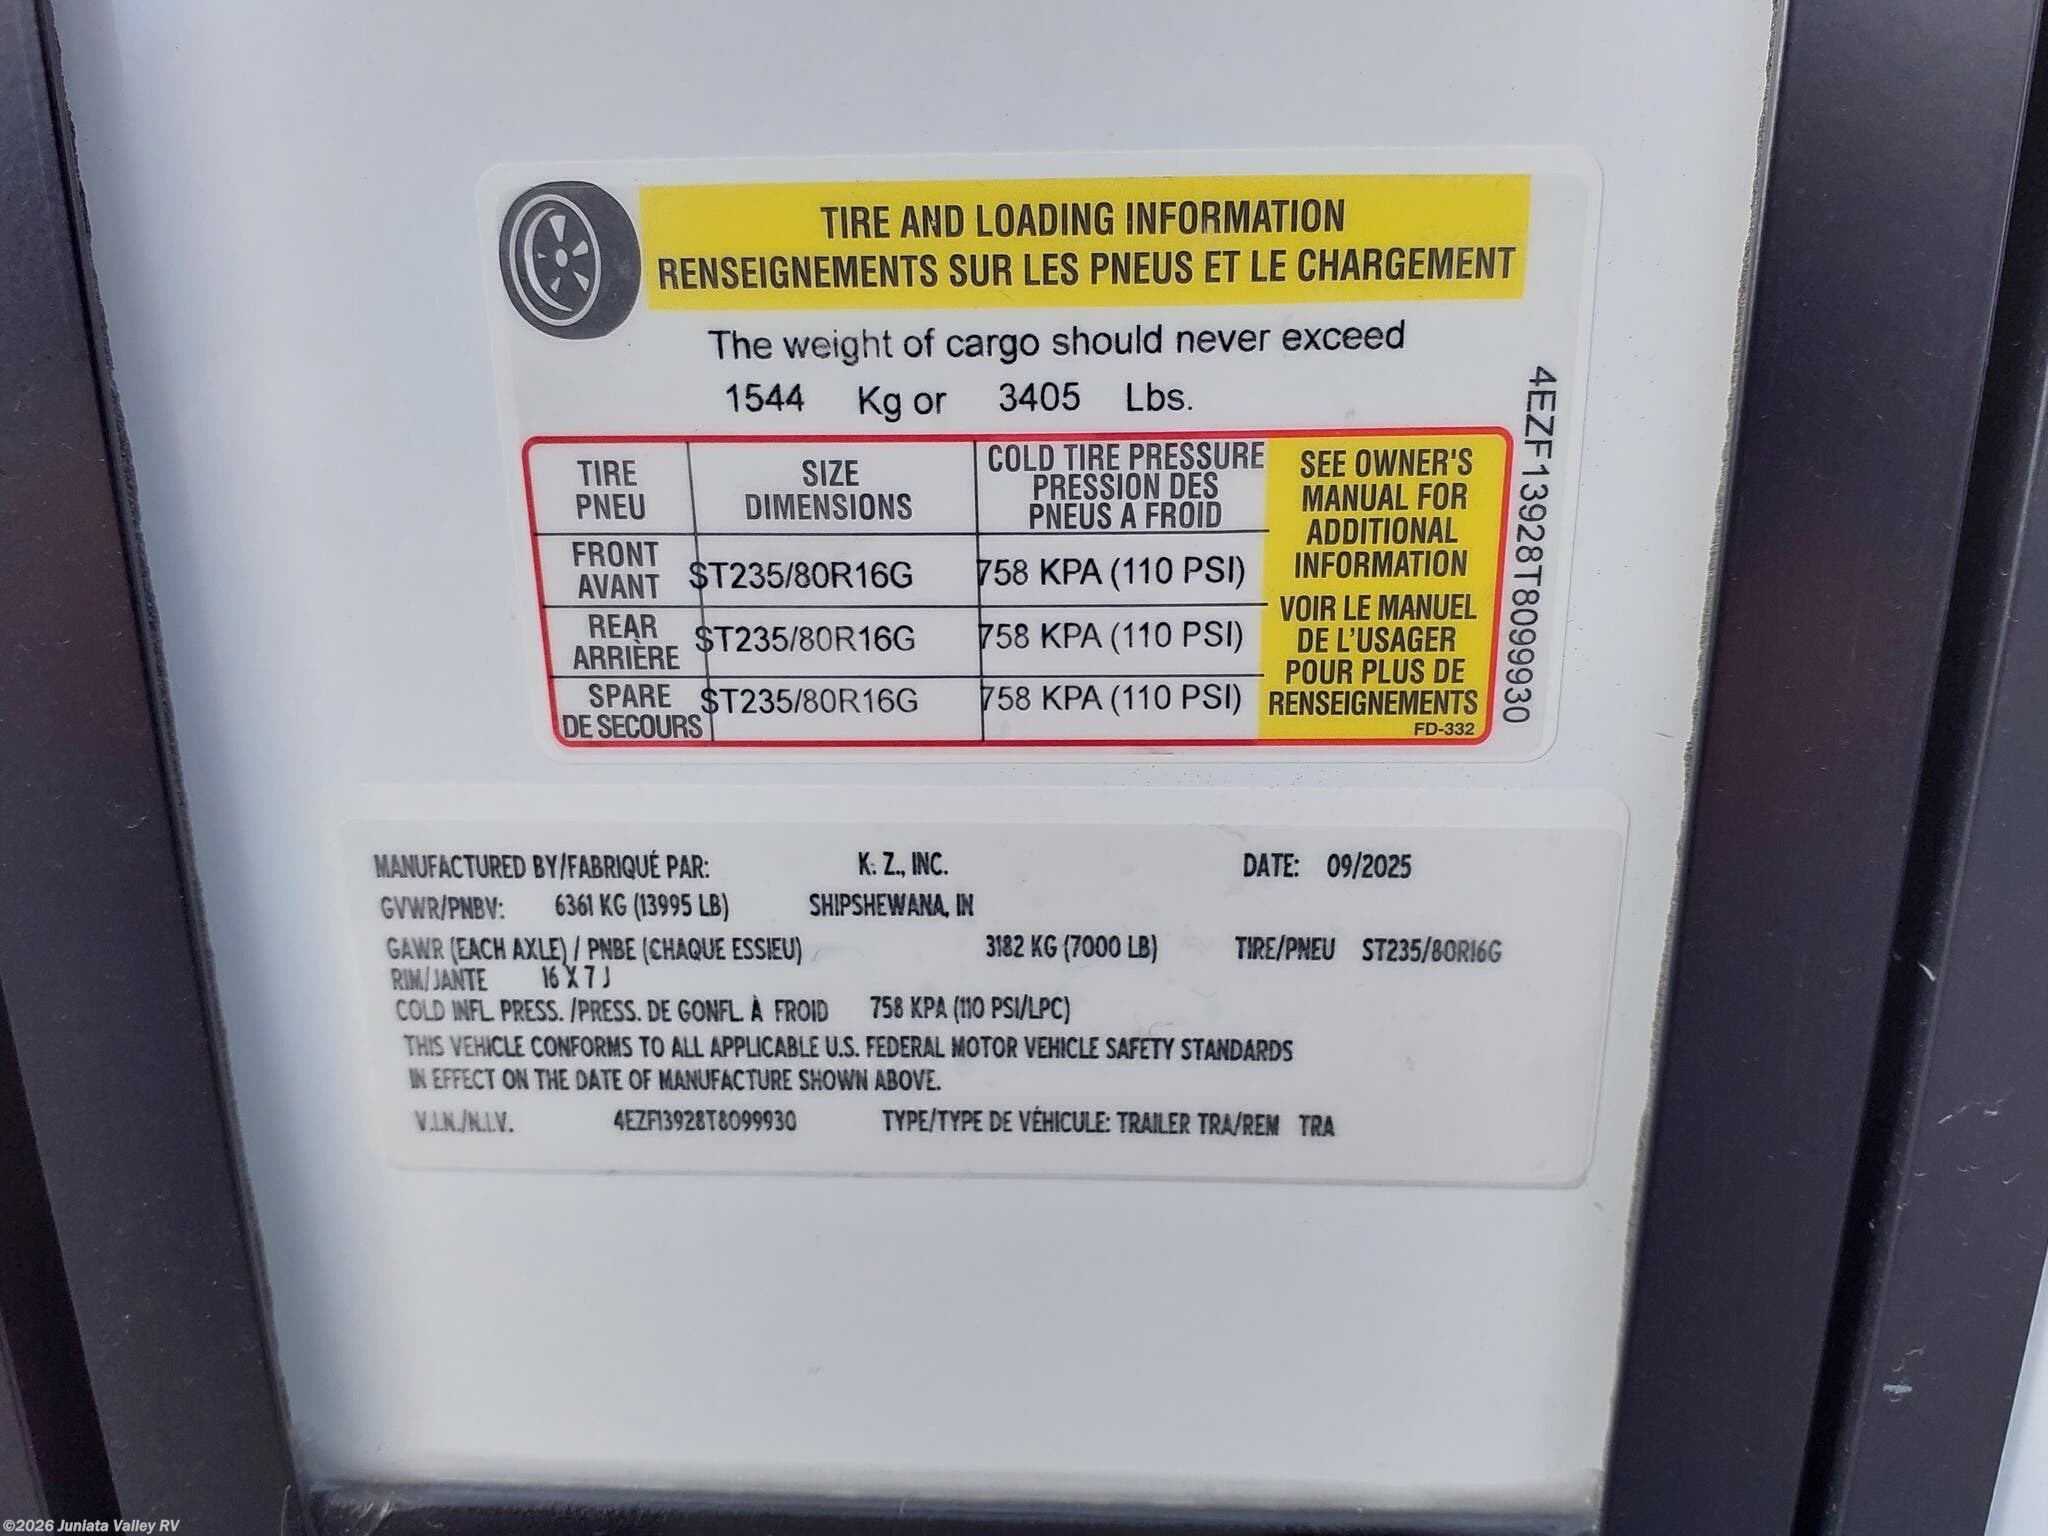 TIRE AND LOADING INFORMATION
RENSEIGNEMENTS SUR LES PNEUS ET LE CHARGEMENT
The weight of cargo should never exceed
1544 Kg or 3405 Lbs.
TIRE SIZE COLD TIRE PRESSURE
PNEU DIMENSIONS PRESSION DES
PNEUS A FROID
FRONT
AVANT ST235/80R16G 758 KPA (110 PSI)
REAR
ARRIÈRE ST235/80R16G 758 KPA (110 PSI)
SPARE
DE SECOURS ST235/80R16G 758 KPA (110 PSI)
SEE OWNER'S
MANUAL FOR
ADDITIONAL
INFORMATION
VOIR LE MANUEL
DE L'USAGER
POUR PLUS DE
RENSEIGNEMENTS
FD-332
4EZF13928T8099930
MANUFACTURED BY/FABRIQUÉ PAR: K. Z., INC. DATE: 09/2025
GVWR/PNBV: 6361 KG (13995 LB) SHIPSHEWANA, IN
GAWR (EACH AXLE) / PNBE (CHAQUE ESSIEU) 3182 KG (7000 LB) TIRE/PNEU ST235/80R16G
RIM/JANTE 16 X 7 J
COLD INFL. PRESS. /PRESS. DE GONFL. À FROID 758 KPA (110 PSI/LPC)
THIS VEHICLE CONFORMS TO ALL APPLICABLE U.S. FEDERAL MOTOR VEHICLE SAFETY STANDARDS
IN EFFECT ON THE DATE OF MANUFACTURE SHOWN ABOVE.
V.I.N./N.I.V. 4EZF13928T8099930 TYPE/TYPE DE VÉHICULE: TRAILER TRA/REM TRA
©2026 Juniata Valley RV